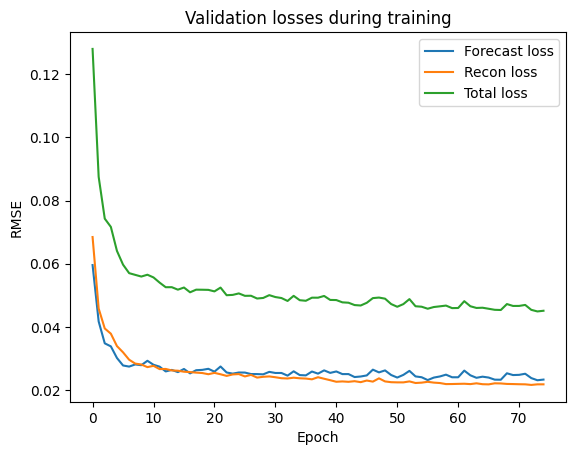 Validation losses during training
Forecast loss
Recon loss
Total loss
0.12
0.10
0.08
0.06
0.04
0.02
RMSE
0 10 20 30 40 50 60 70
Epoch